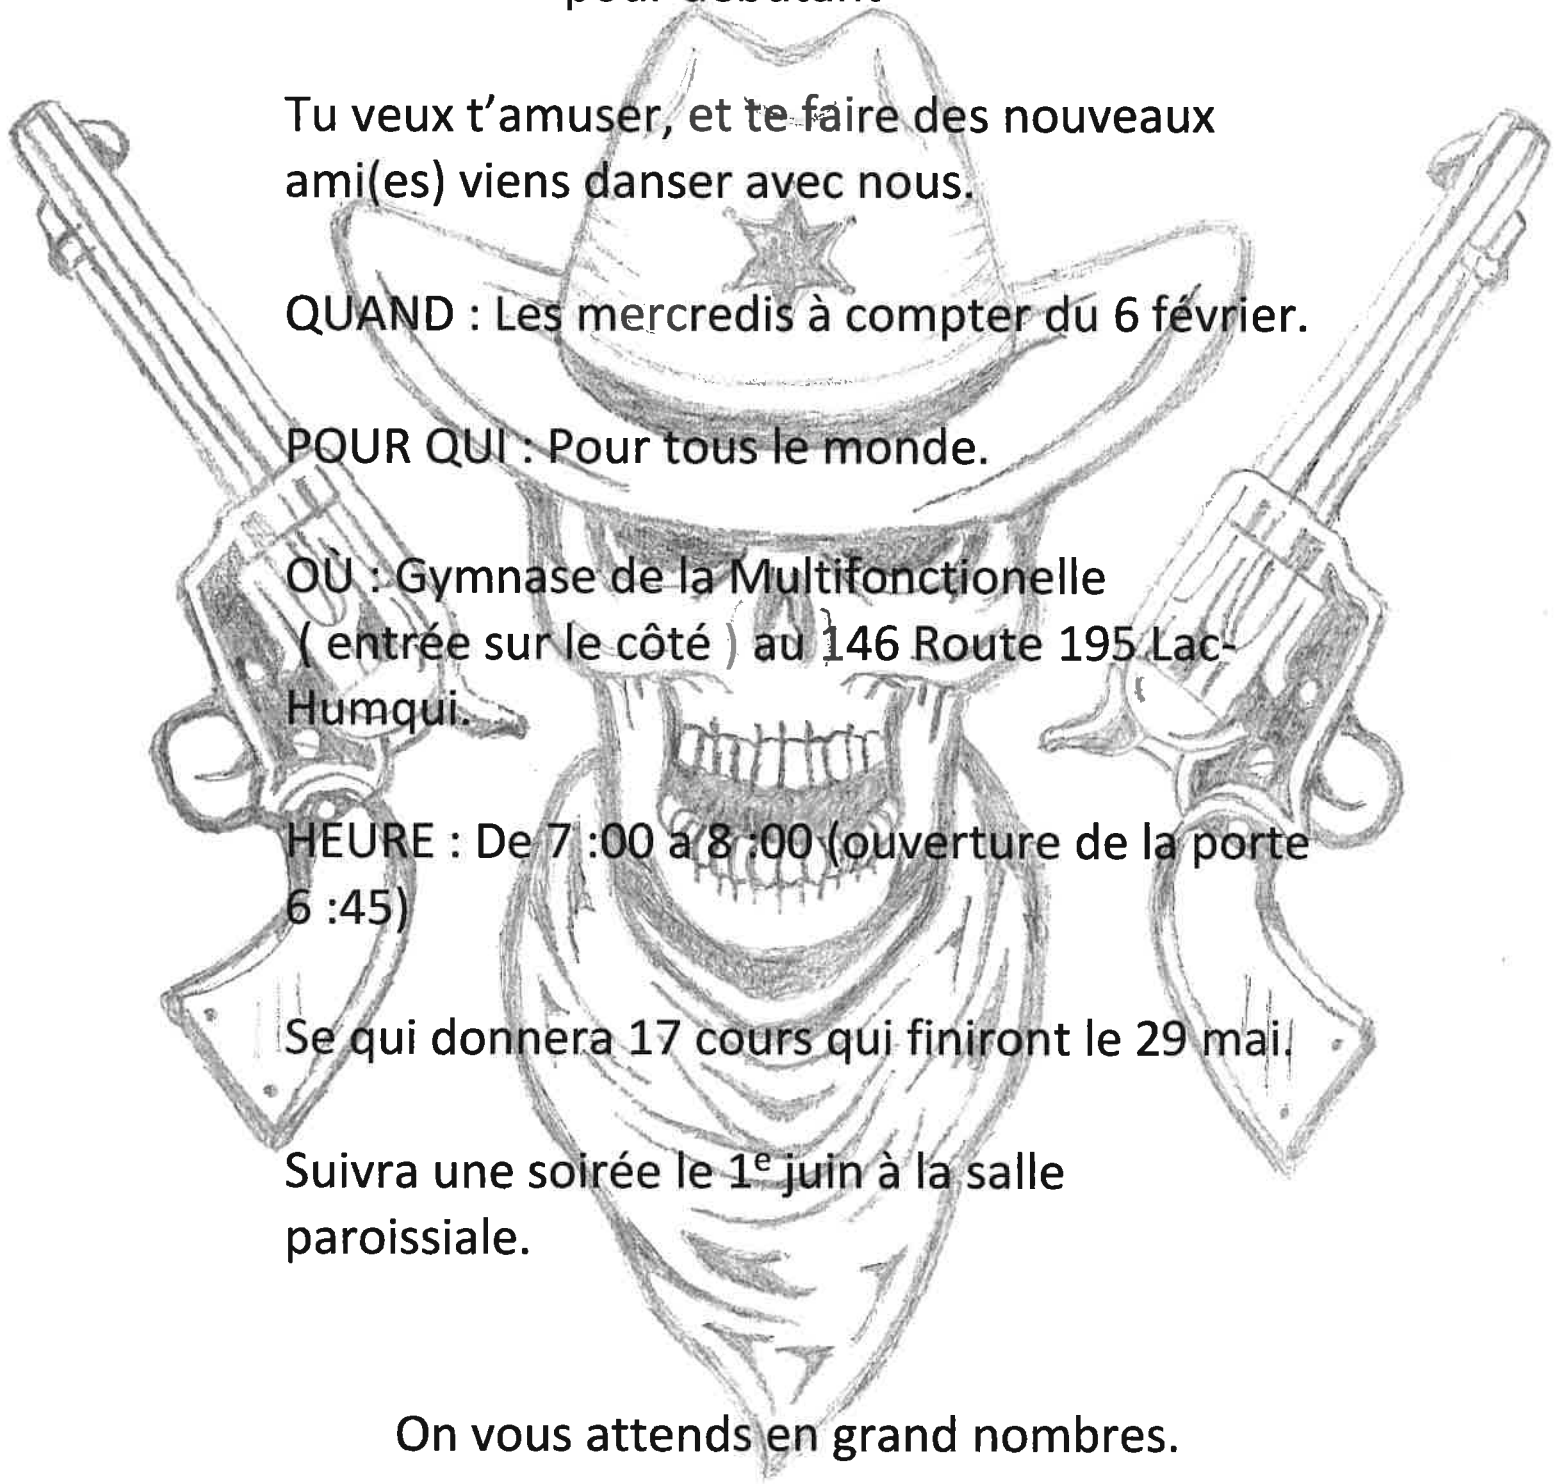 pour débutant
Tu veux t'amuser, et te faire des nouveaux
ami(es) viens danser avec nous.
QUAND : Les mercredis à compter du 6 février.
POUR QUI : Pour tous le monde.
OÙ : Gymnase de la Multifonctionelle
( entrée sur le côté ) au 146 Route 195 Lac-
Humqui.
HEURE : De 7 :00 a 8 :00 (ouverture de la porte
6 :45)
Se qui donnera 17 cours qui finiront le 29 mai.
Suivra une soirée le 1e juin à la salle
paroissiale.
On vous attends en grand nombres.